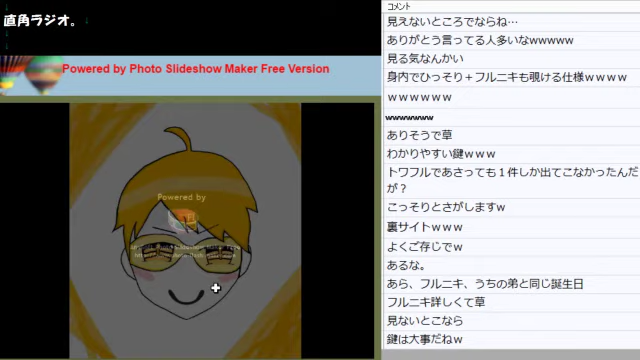 直角ラジオ。
Powered by Photo Slideshow Maker Free Version
Powered by
コメント
見えないところでならね…
ありがとう言ってる人多いなwwwww
見る気なんかい
身内でひっそり＋フルニキも覗ける仕様ｗｗｗｗ
ｗｗｗｗｗｗ
wwwwwww
ありそうで草
わかりやすい鍵ｗｗｗ
トワフルであさっても１件しか出てこなかったんだ
が？
こっそりとさがしますw
裏サイトｗｗｗ
よくご存じでw
あるな。
あら、フルニキ、うちの弟と同じ誕生日
フルニキ詳しくて草
見ないとこなら
鍵は大事だねw